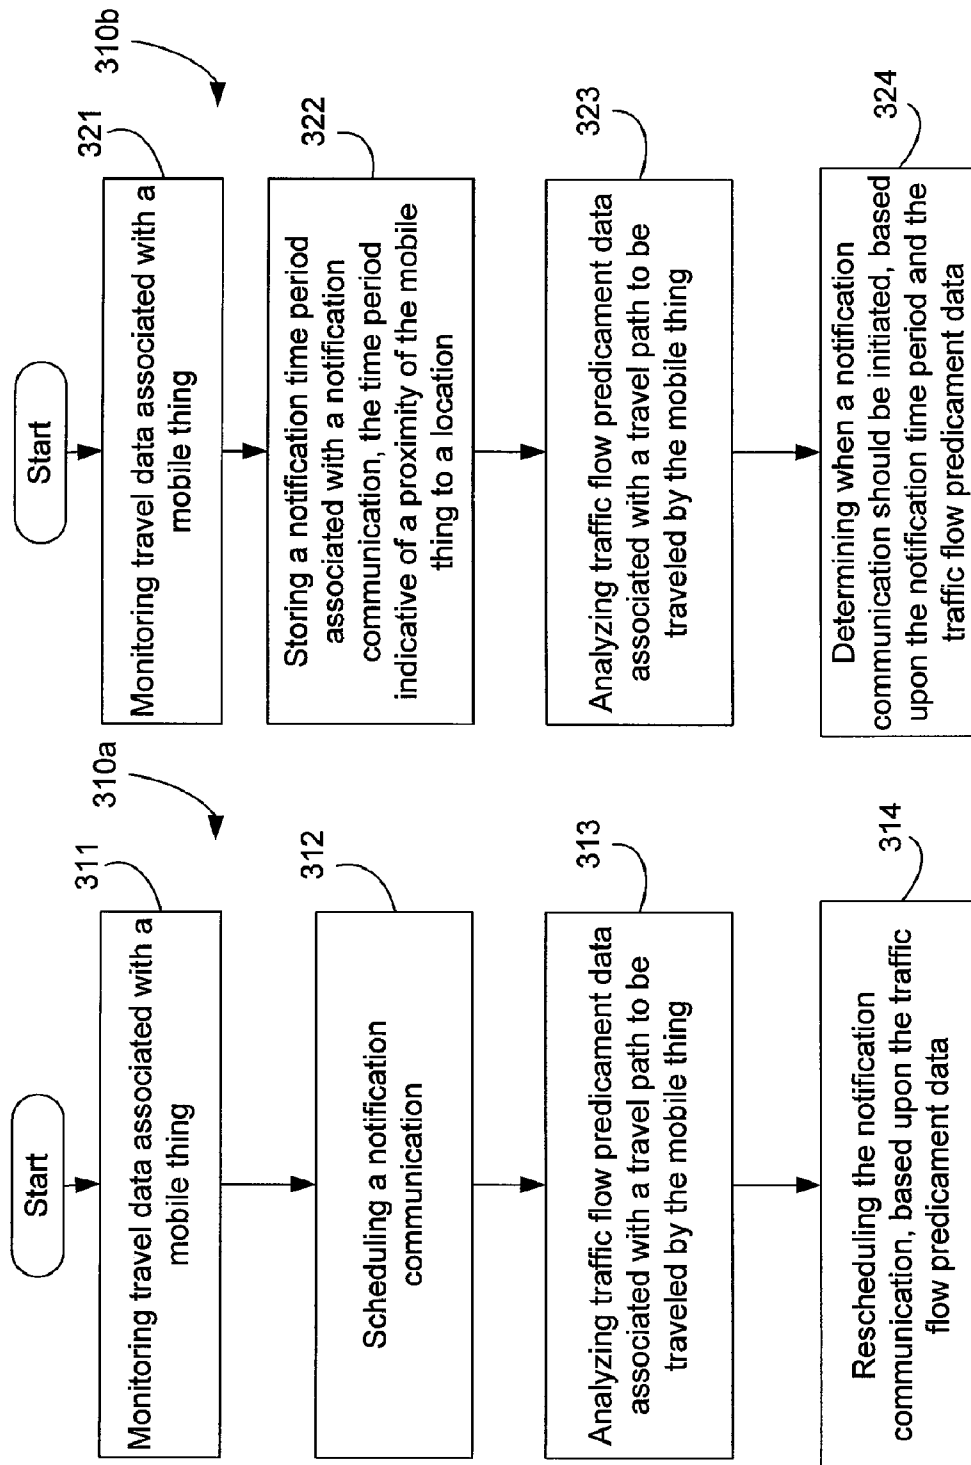 Start
311
Monitoring travel data associated with a
mobile thing
310a
312
Scheduling a notification
communication
313
Analyzing traffic flow predicament data
associated with a travel path to be
traveled by the mobile thing
314
Rescheduling the notification
communication, based upon the traffic
flow predicament data
Start
321
310b
Monitoring travel data associated with a
mobile thing
322
Storing a notification time period
associated with a notification
communication, the time period
indicative of a proximity of the mobile
thing to a location
323
Analyzing traffic flow predicament data
associated with a travel path to be
traveled by the mobile thing
324
Determining when a notification
communication should be initiated, based
upon the notification time period and the
traffic flow predicament data